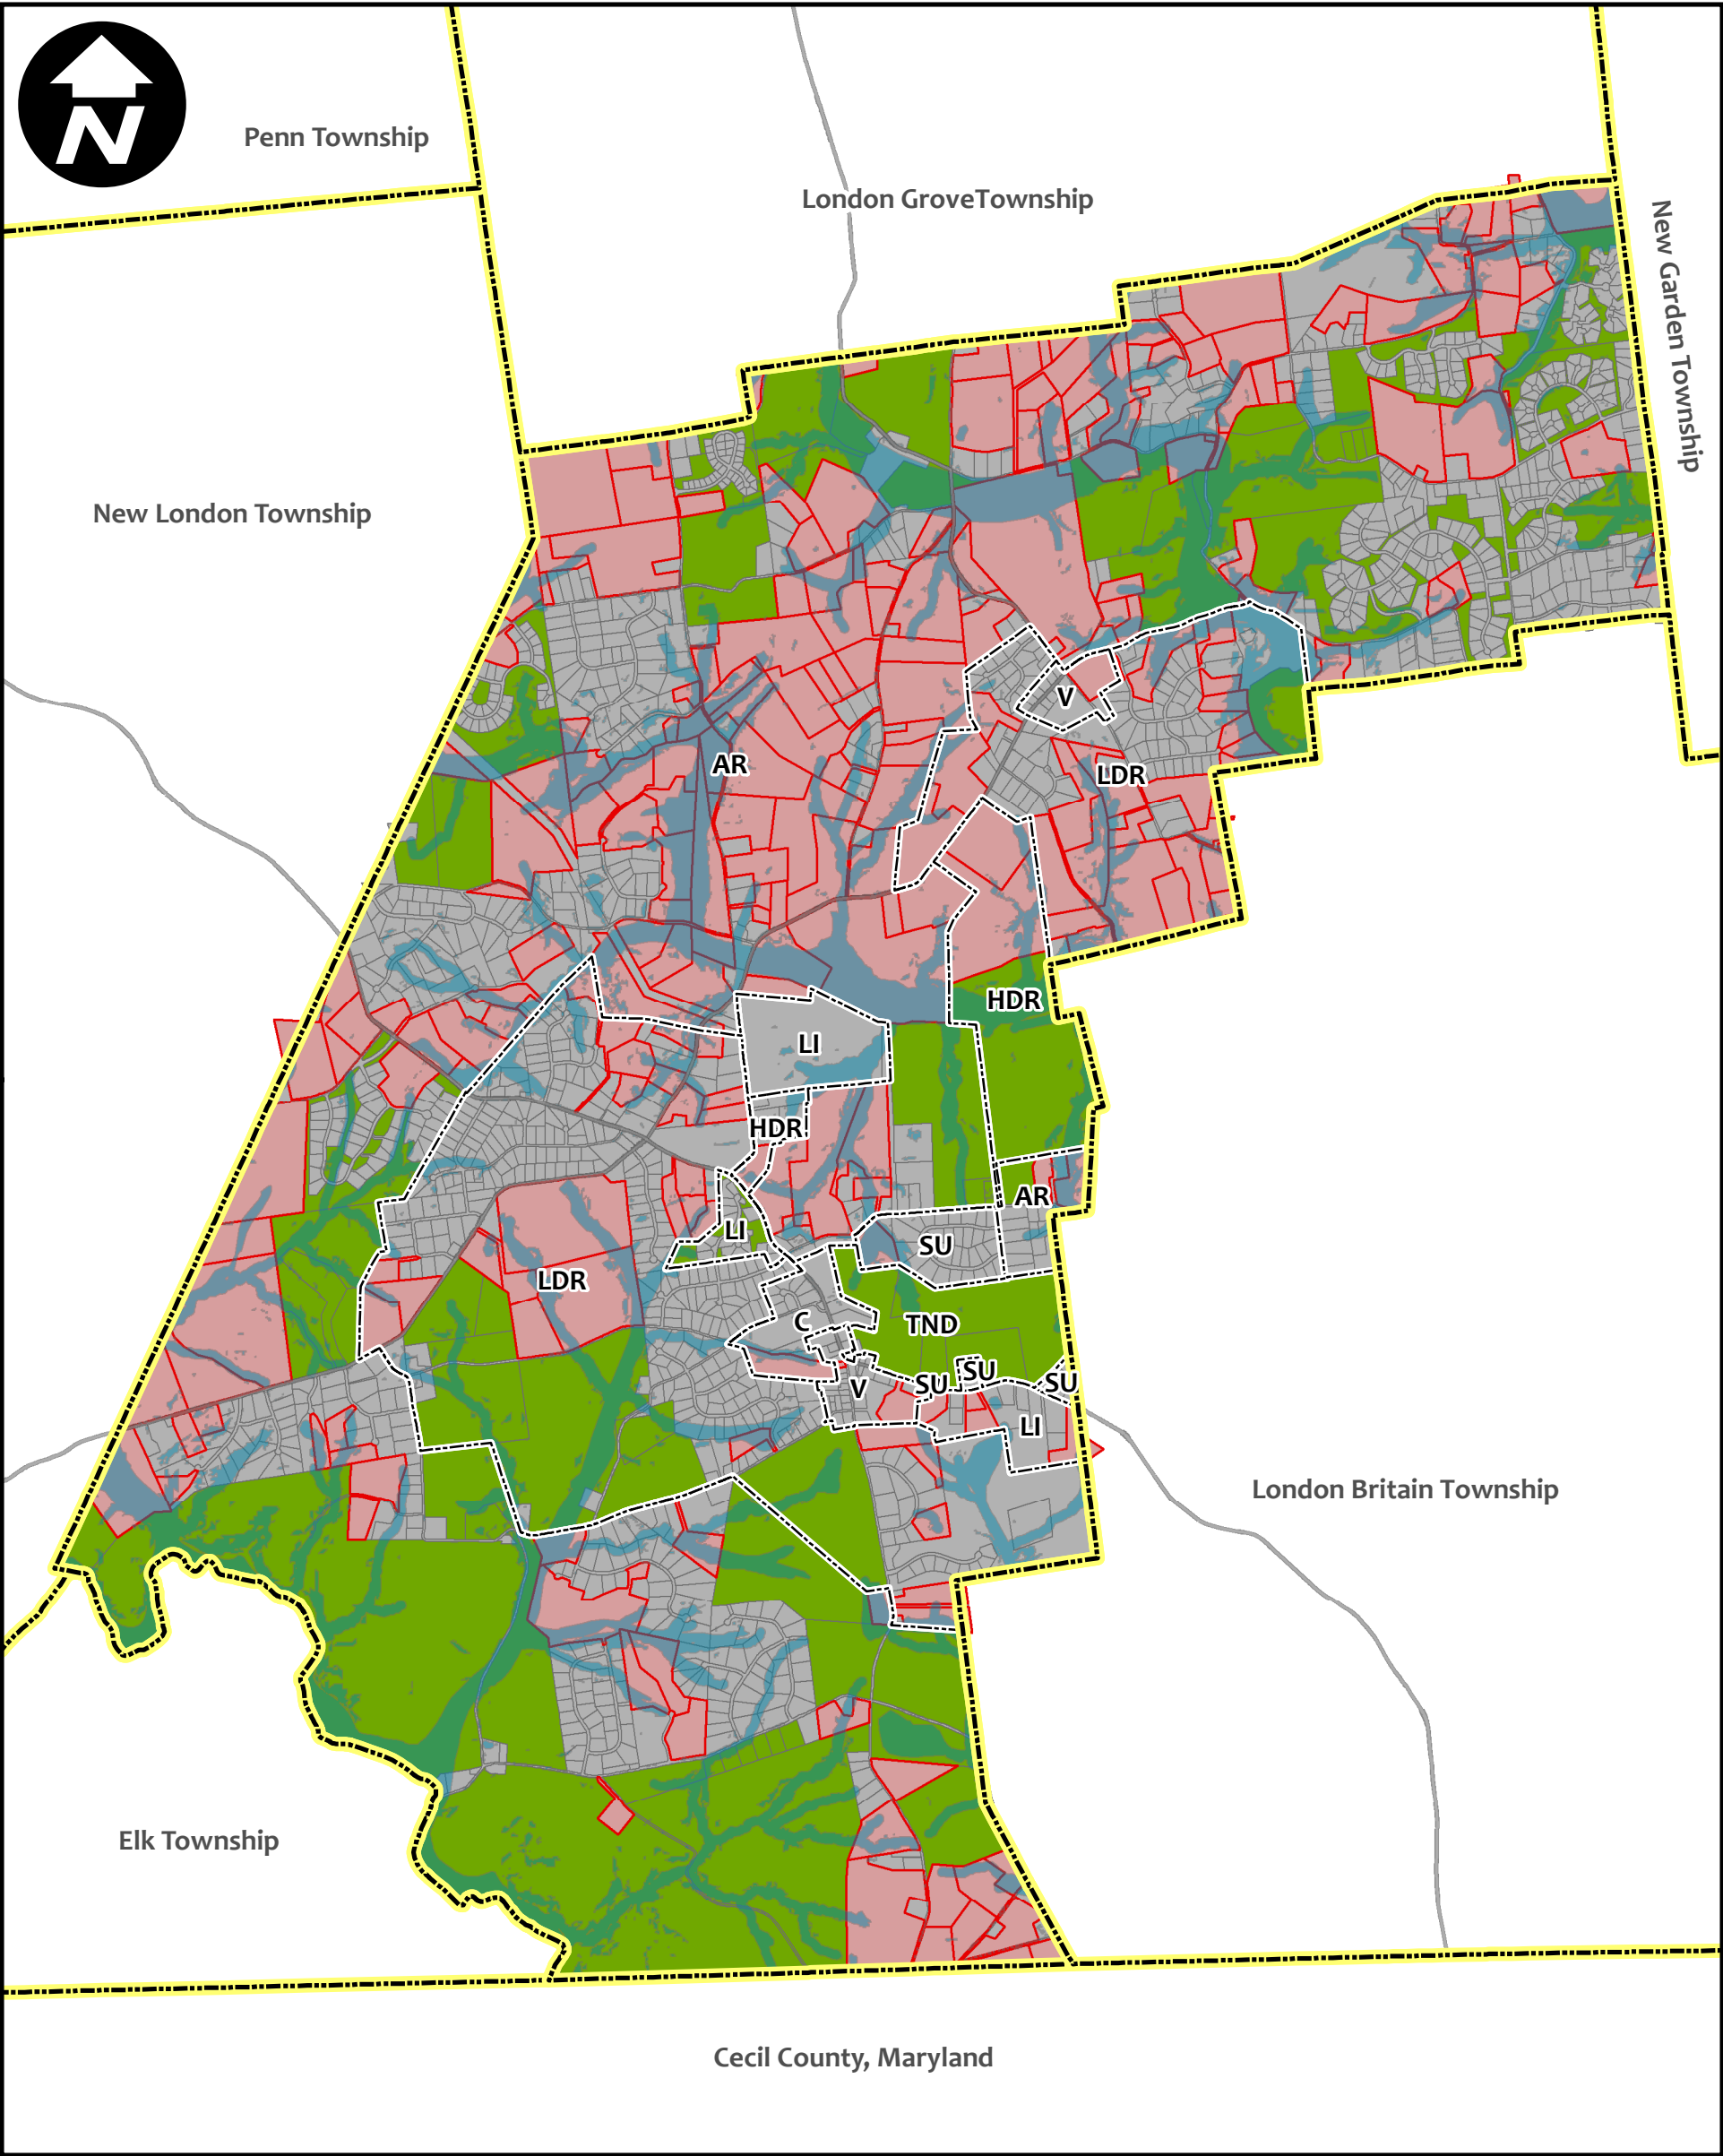 N
Penn Township
London GroveTownship
New Garden Township
New London Township
V
AR
LDR
HDR
LI
HDR
AR
LI
SU
LDR
C
TND
SU
SU
SU
V
LI
London Britain Township
Elk Township
Cecil County, Maryland